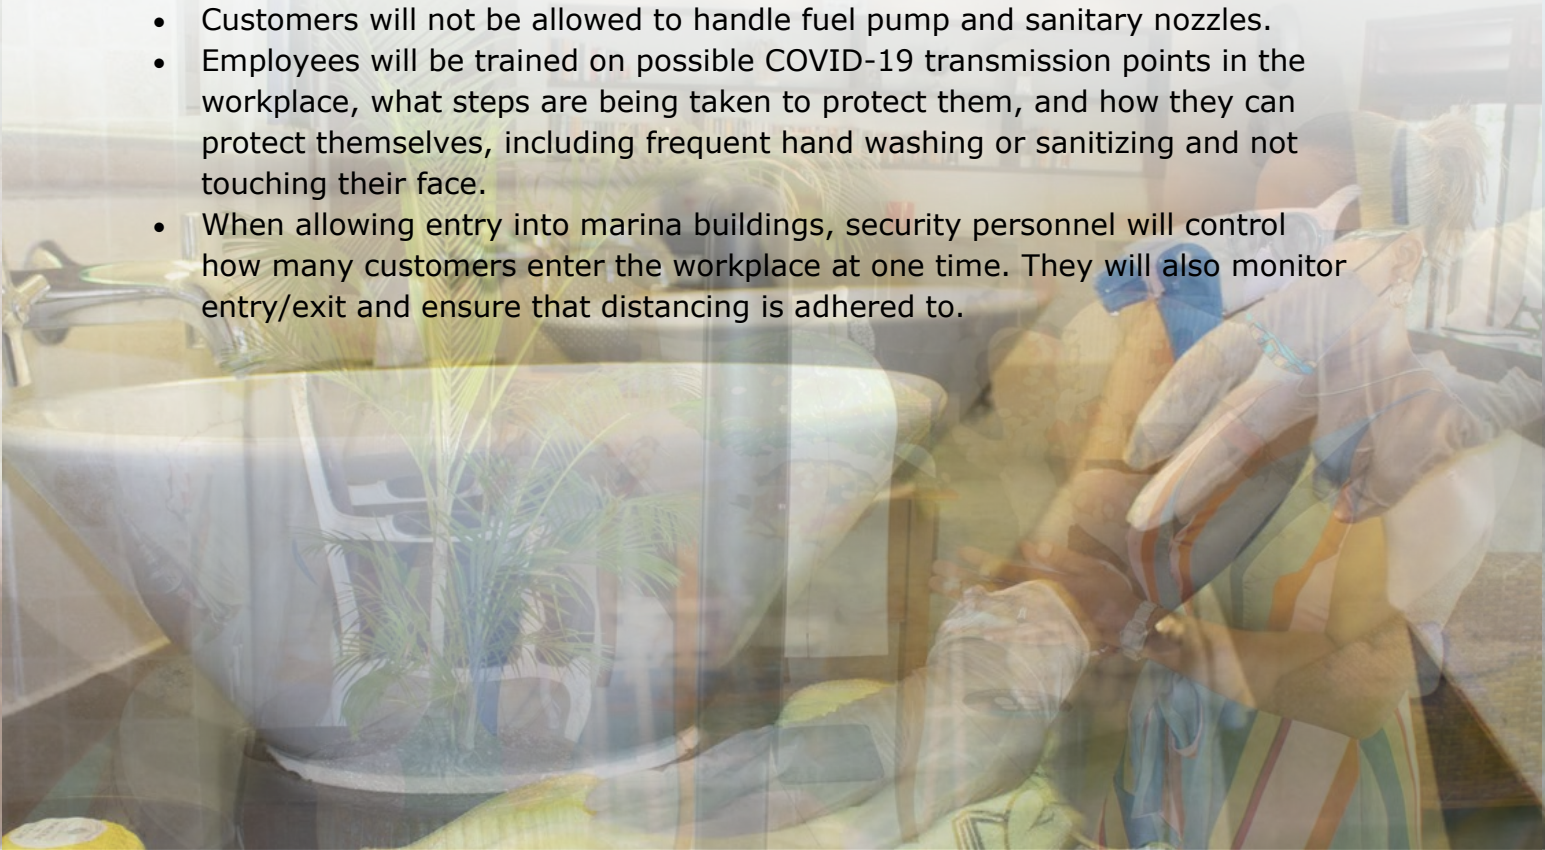 • Customers will not be allowed to handle fuel pump and sanitary nozzles.
• Employees will be trained on possible COVID-19 transmission points in the
workplace, what steps are being taken to protect them, and how they can
protect themselves, including frequent hand washing or sanitizing and not
touching their face.
• When allowing entry into marina buildings, security personnel will control
how many customers enter the workplace at one time. They will also monitor
entry/exit and ensure that distancing is adhered to.